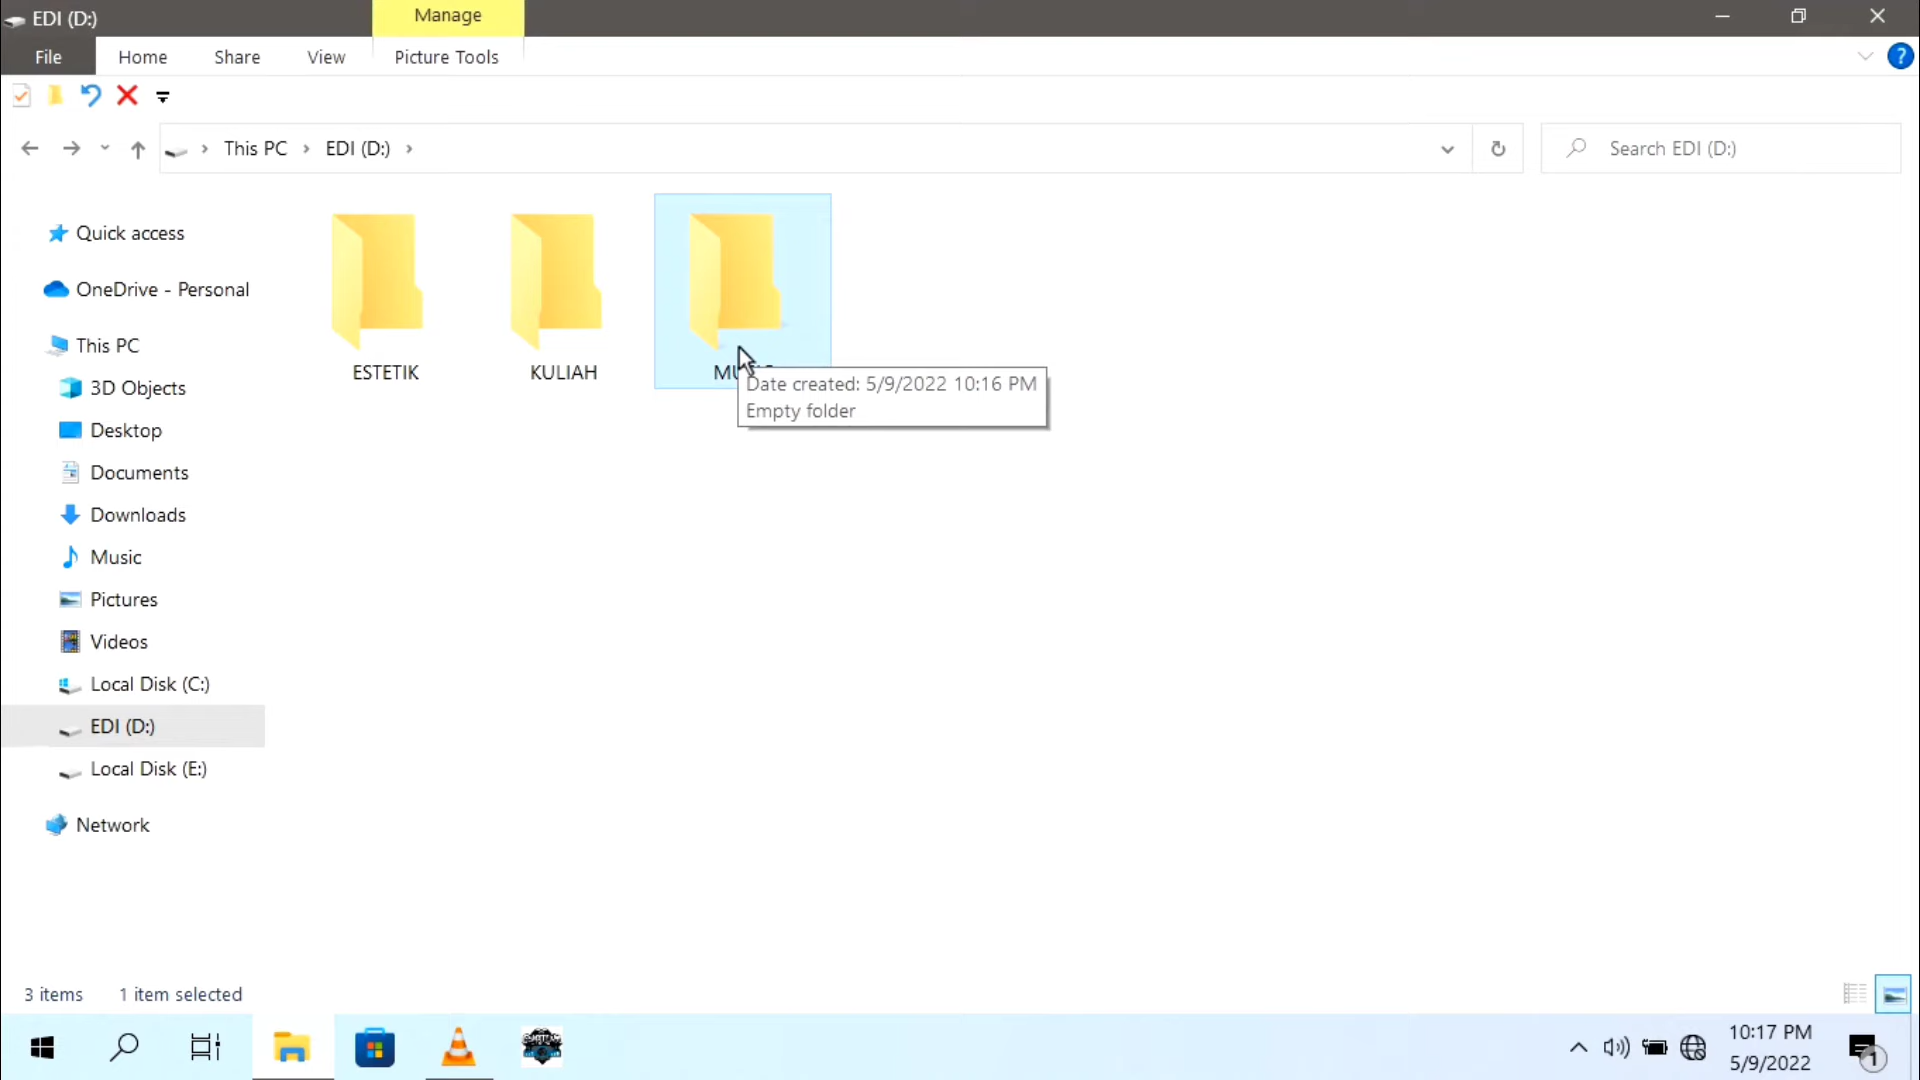 EDI (D:)
Manage
File
Home
Share
View
Picture Tools
?
This PC
EDI (D:)
Search EDI (D:)
Quick access
OneDrive - Personal
This PC
3D Objects
Desktop
Documents
Downloads
Music
Pictures
Videos
Local Disk (C:)
EDI (D:)
Local Disk (E:)
Network
ESTETIK
KULIAH
Date created: 5/9/2022 10:16 PM
Empty folder
3 items
1 item selected
10:17 PM
5/9/2022
1